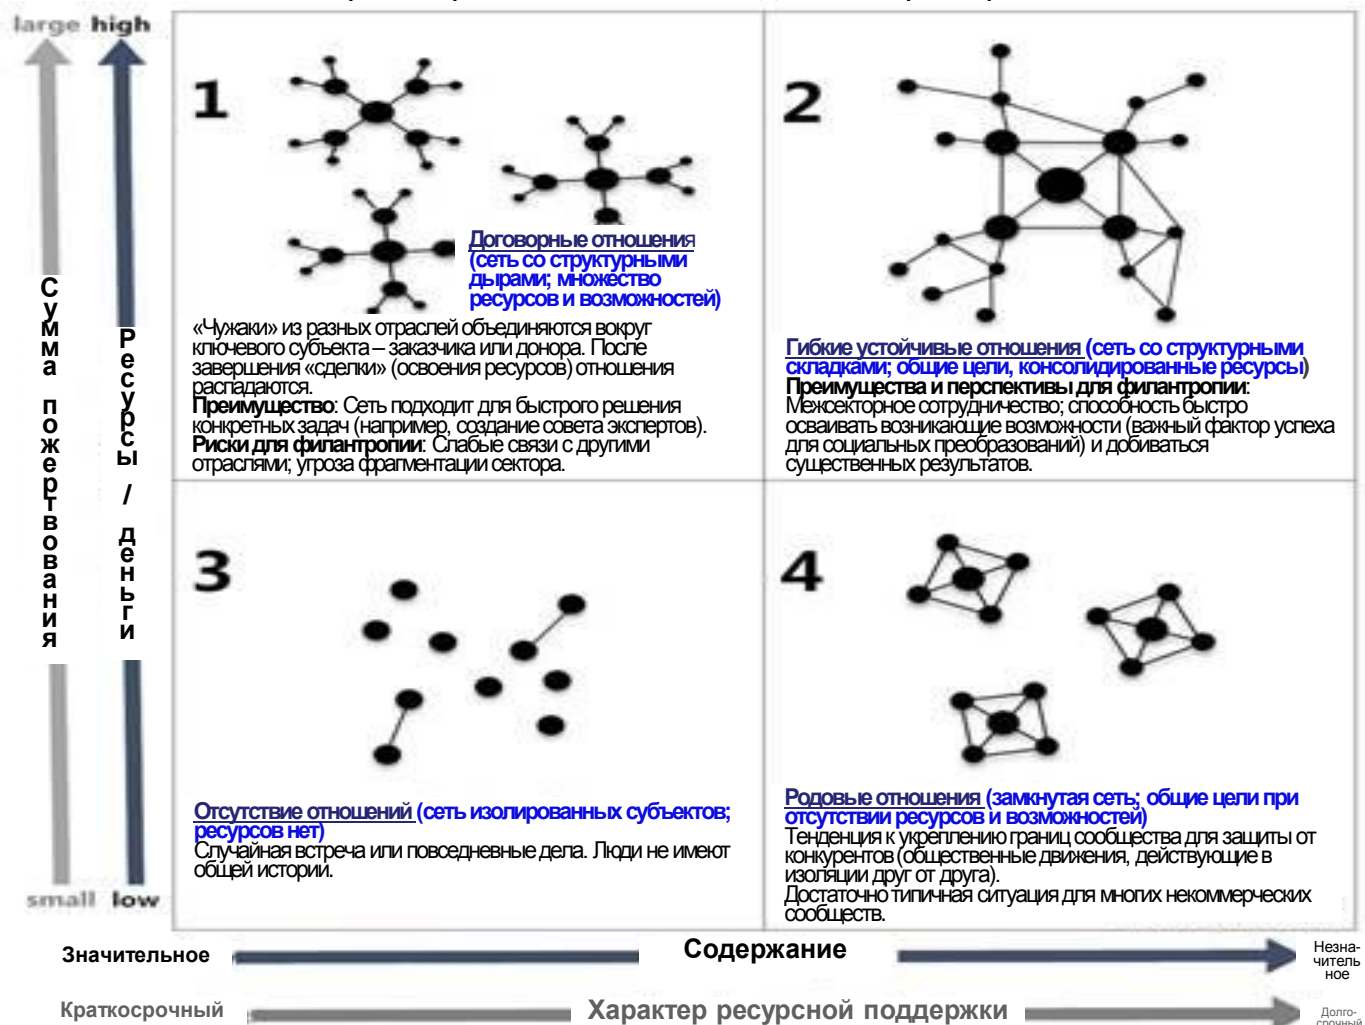 large high
1
2
Договорные отношения
(сеть со структурными
дырами; множество
ресурсов и возможностей)
«Чужаки» из разных отраслей объединяются вокруг
ключевого субъекта – заказчика или донора. После
завершения «сделки» (освоения ресурсов) отношения
распадаются.
Преимущество: Сеть подходит для быстрого решения
конкретных задач (например, создание совета экспертов).
Риски для филантропии: Слабые связи с другими
отраслями; угроза фрагментации сектора.
Гибкие устойчивые отношения (сеть со структурными
складками; общие цели, консолидированные ресурсы)
Преимущества и перспективы для филантропии:
Межсекторное сотрудничество; способность быстро
осваивать возникающие возможности (важный фактор успеха
для социальных преобразований) и добиваться
существенных результатов.
Сумма пожертвования
Ресурсы / деньги
3
4
Отсутствие отношений (сеть изолированных субъектов;
ресурсов нет)
Случайная встреча или повседневные дела. Люди не имеют
общей истории.
Родовые отношения (замкнутая сеть; общие цели при
отсутствии ресурсов и возможностей)
Тенденция к укреплению границ сообщества для защиты от
конкурентов (общественные движения, действующие в
изоляции друг от друга).
Достаточно типичная ситуация для многих некоммерческих
сообществ.
small low
Значительное
Содержание
Незна-
читель
ное
Краткосрочный
Характер ресурсной поддержки
Долго-
срочный